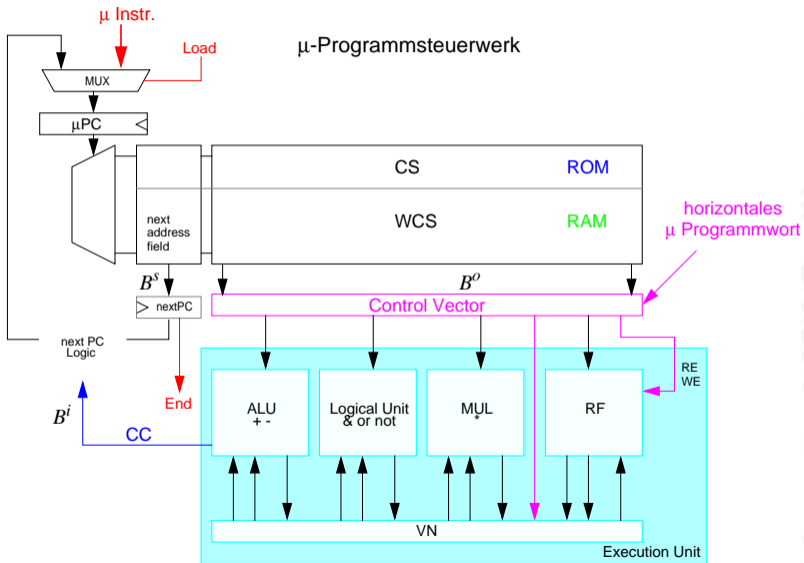 μ Instr.
μ-Programmsteuerwerk
Load
MUX
μPC
CS
ROM
next
address
field
WCS
RAM
horizontales
μ Programmwort
B^s
B^o
nextPC
Control Vector
next PC
Logic
RE
WE
End
ALU
+ -
Logical Unit
& or not
MUL
*
RF
B^i
CC
VN
Execution Unit